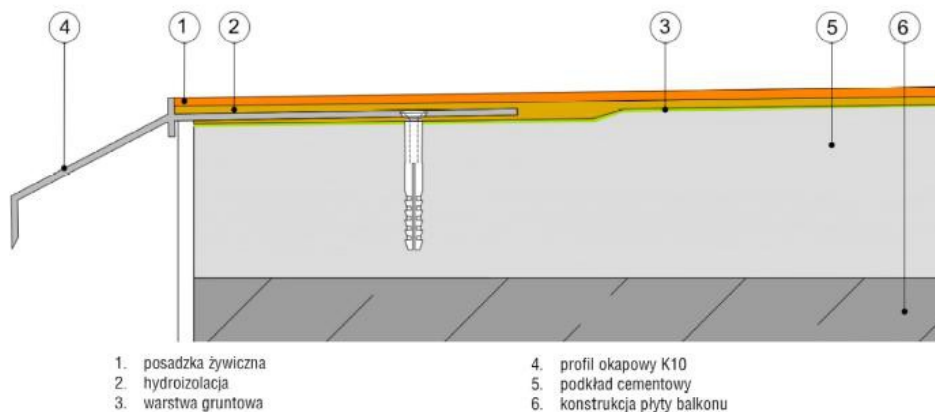 4 1 2 3 5 6
1. posadzka żywiczna
2. hydroizolacja
3. warstwa gruntowa
4. profil okapowy K10
5. podkład cementowy
6. konstrukcja płyty balkonu